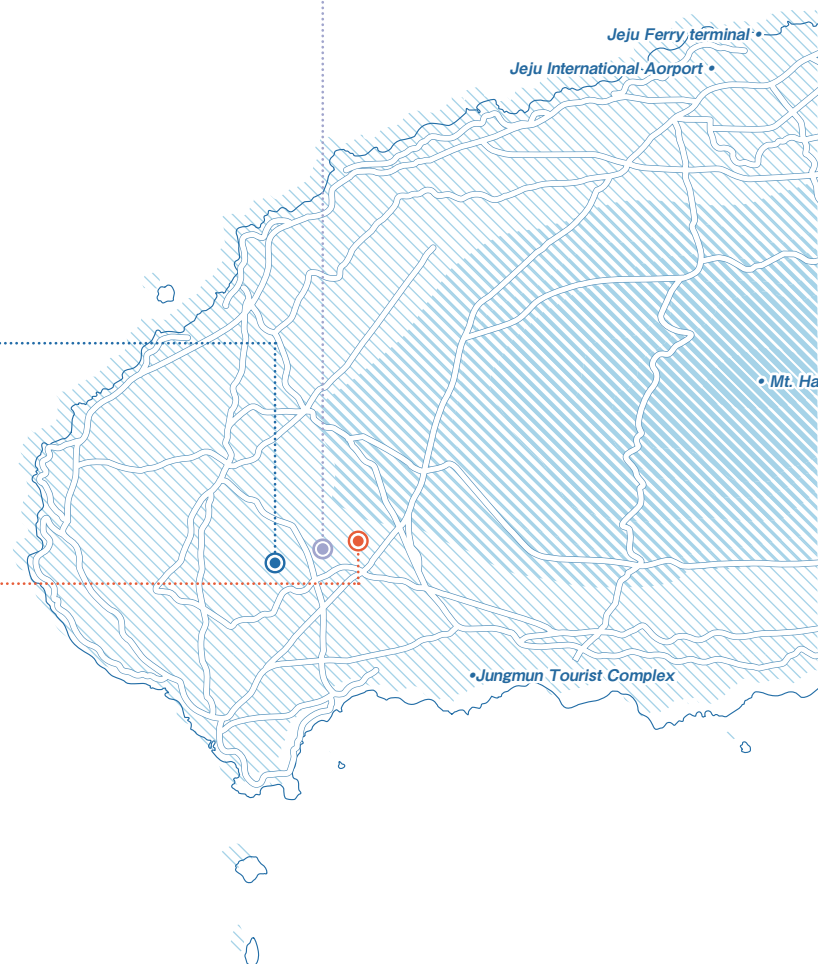 Jeju Ferry terminal •
Jeju International Aorport •
• Mt. Ha
•Jungmun Tourist Complex